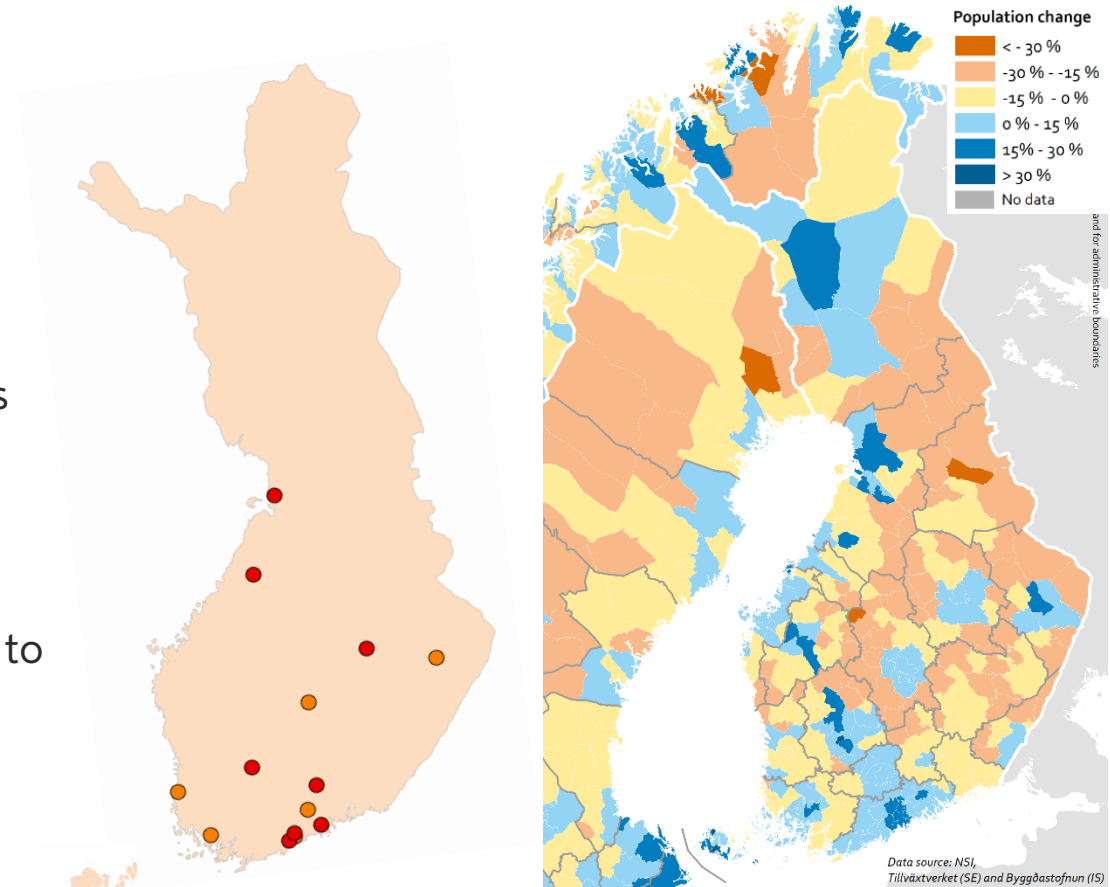 s
to
Population change
< - 30 %
-30 % - -15 %
-15 % - 0 %
0 % - 15 %
15% - 30 %
> 30 %
No data
and for administrative boundaries
Data source: NSI,
Tillväxtverket (SE) and Byggðastofnun (IS)